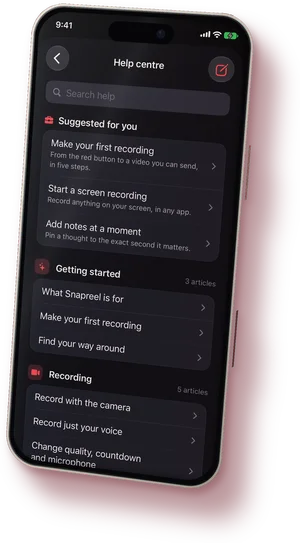 9:41
Help centre
Search help
Suggested for you
Make your first recording
From the red button to a video you can send,
in five steps.
Start a screen recording
Record anything on your screen, in any app.
Add notes at a moment
Pin a thought to the exact second it matters.
Getting started
3 articles
What Snapreel is for
Make your first recording
Find your way around
Recording
5 articles
Record with the camera
Record just your voice
Change quality, countdown
and microphone